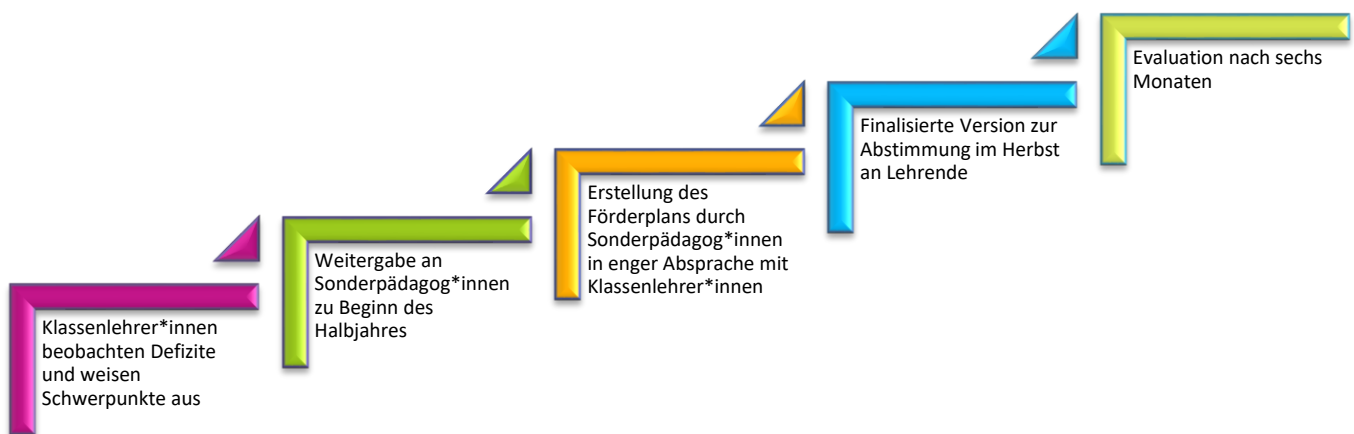 Klassenlehrer*innen
beobachten Defizite
und weisen
Schwerpunkte aus
Weitergabe an
Sonderpädagog*innen
zu Beginn des
Halbjahres
Erstellung des
Förderplans durch
Sonderpädagog*innen
in enger Absprache mit
Klassenlehrer*innen
Finalisierte Version zur
Abstimmung im Herbst
an Lehrende
Evaluation nach sechs
Monaten